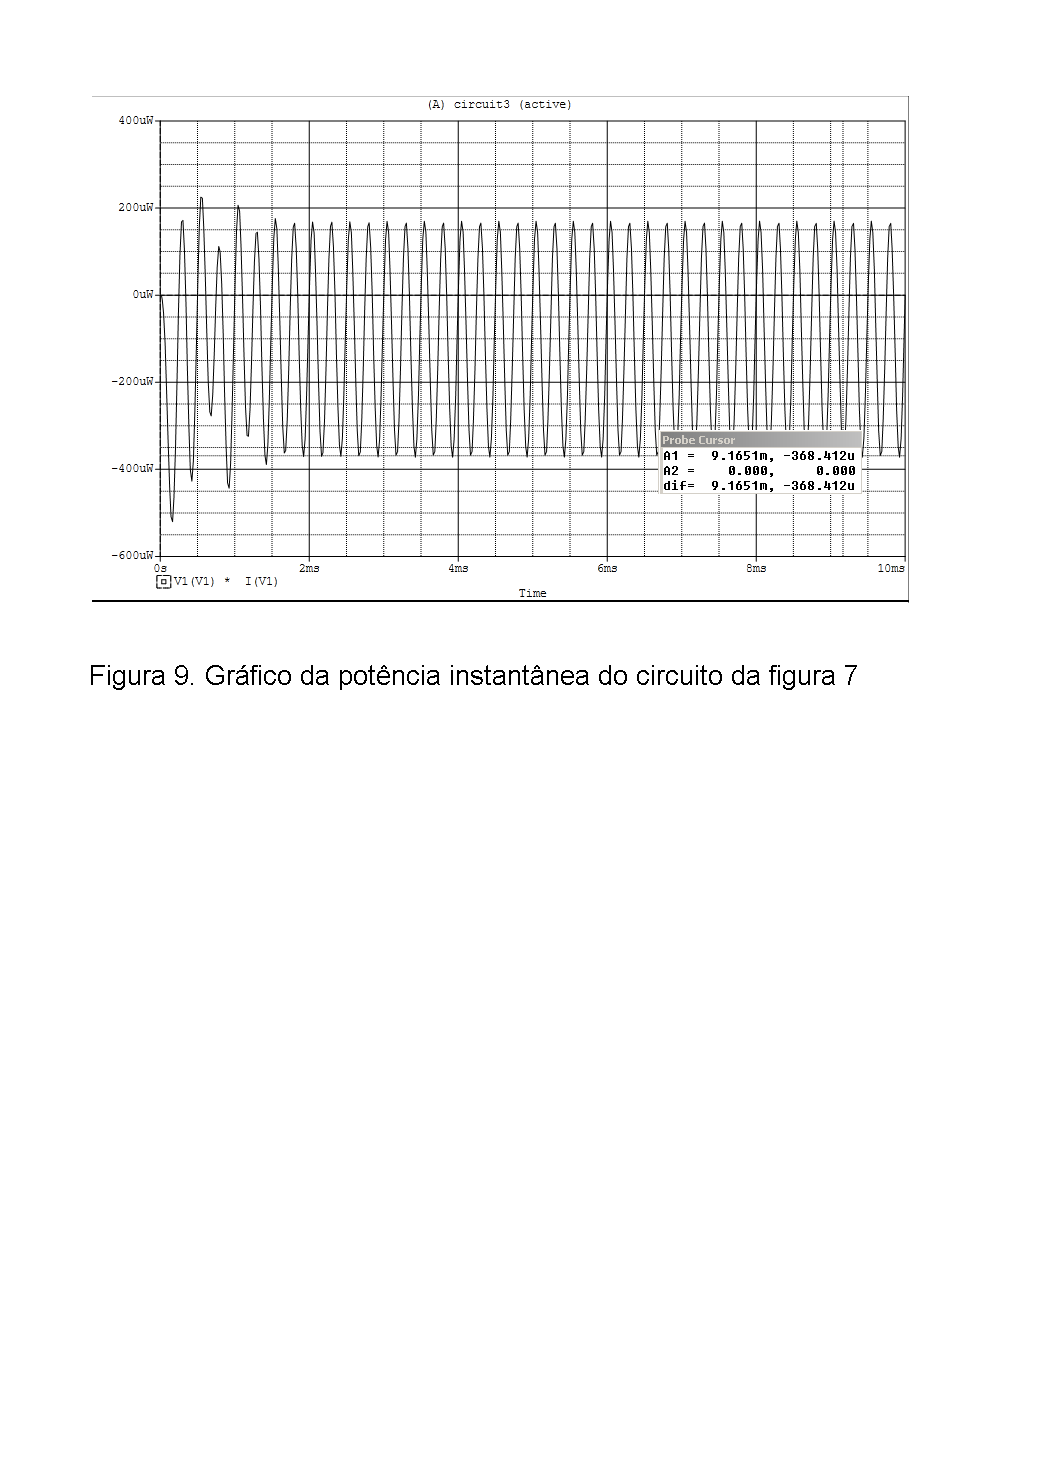 (A) circuit3 (active)
400uW
200uW
0uW
-200uW
-400uW
-600uW
Probe Cursor
A1 = 9.1651m, -368.412u
A2 = 0.000, 0.000
dif= 9.1651m, -368.412u
0s 2ms 4ms 6ms 8ms 10ms
V1(V1) * I(V1)
Time
Figura 9. Gráfico da potência instantânea do circuito da figura 7